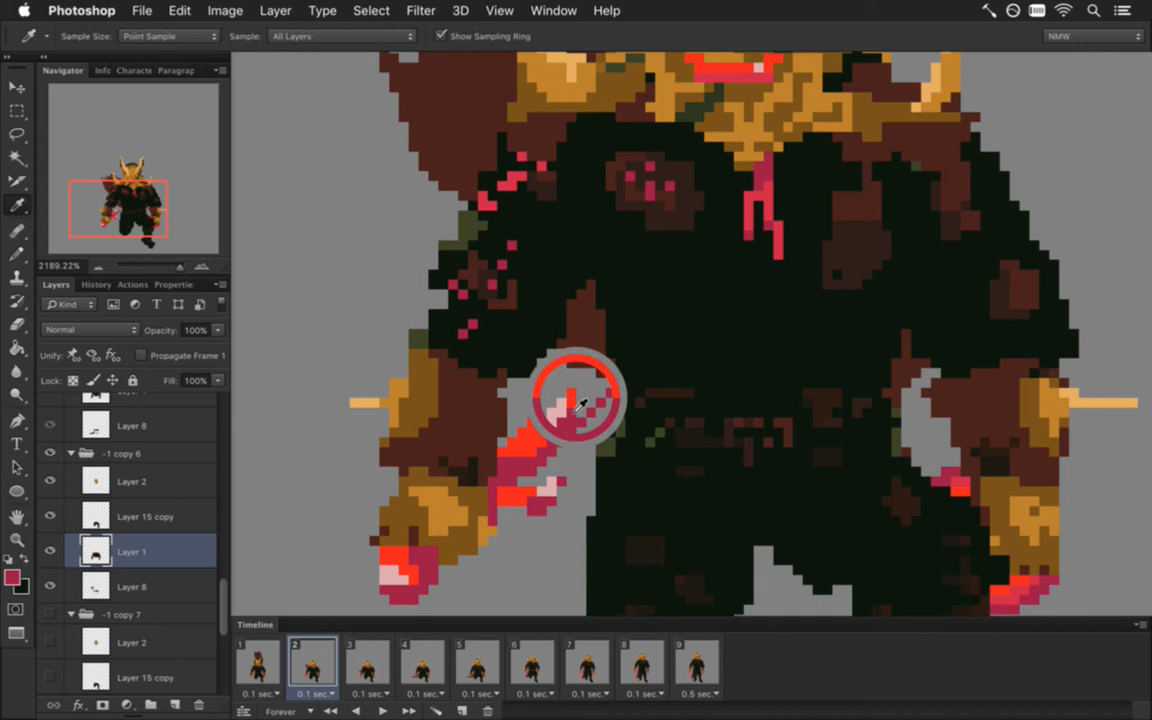 Photoshop File Edit Image Layer Type Select Filter 3D View Window Help
Sample Size: Point Sample Sample: All Layers Show Sampling Ring NMW
Navigator Info Characte Paragrap
2189.22%
Layers History Actions Propertie
Kind
Normal Opacity: 100%
Unify: Propagate Frame 1
Lock: Fill: 100%
Layer 8
-1 copy 6
Layer 2
Layer 15 copy
Layer 1
Layer 8
-1 copy 7
Layer 2
Layer 15 copy
fx
Timeline
1 2 3 4 5 6 7 8 9
0.1 sec. 0.1 sec. 0.1 sec. 0.1 sec. 0.1 sec. 0.1 sec. 0.1 sec. 0.1 sec. 0.5 sec.
Forever